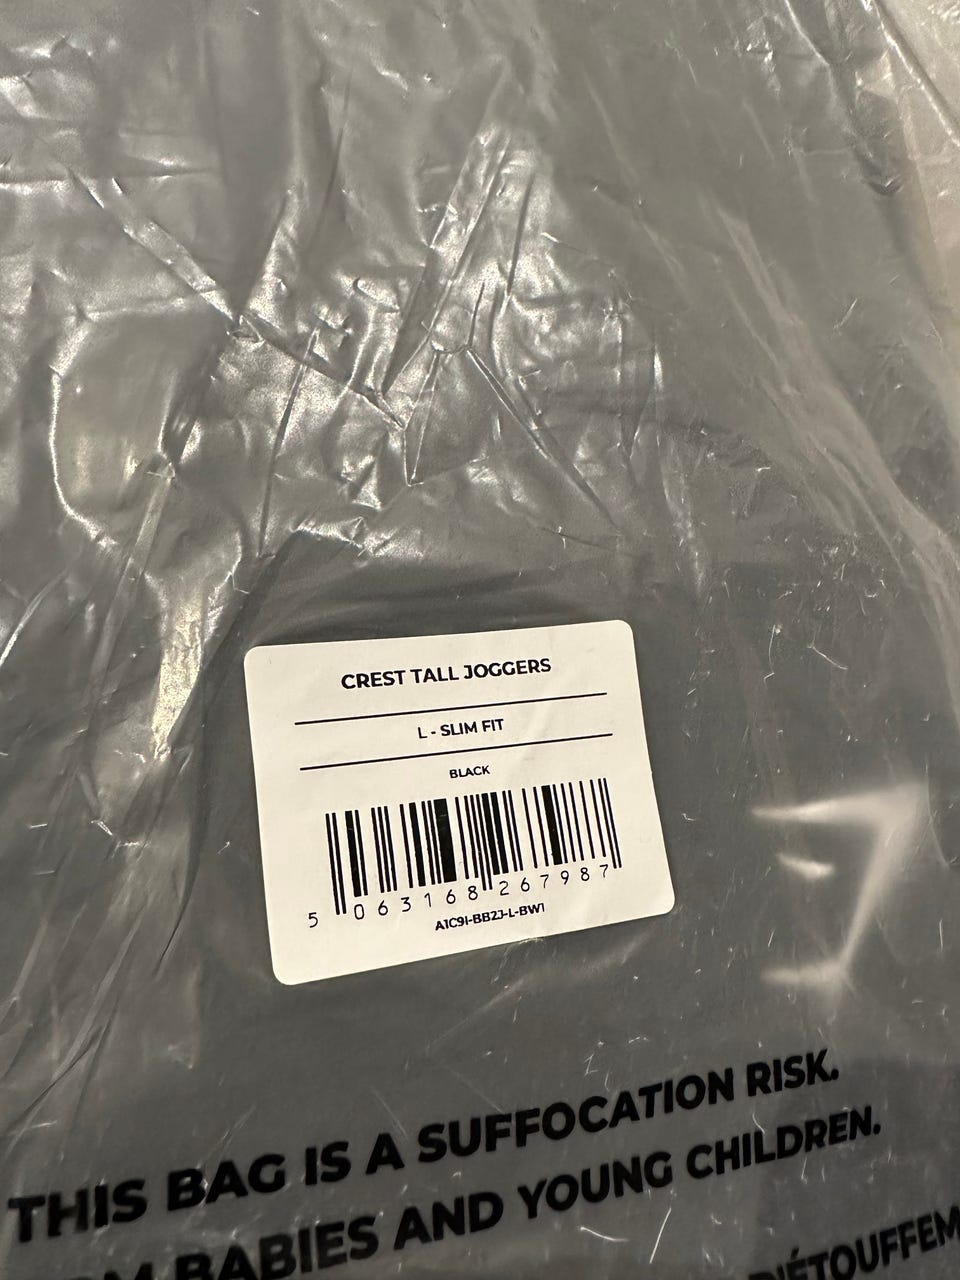 CREST TALL JOGGERS
L - SLIM FIT
BLACK
5 063168 267987
A1C9I-BB2J-L-BW1
THIS BAG IS A SUFFOCATION RISK.
BABIES AND YOUNG CHILDREN.